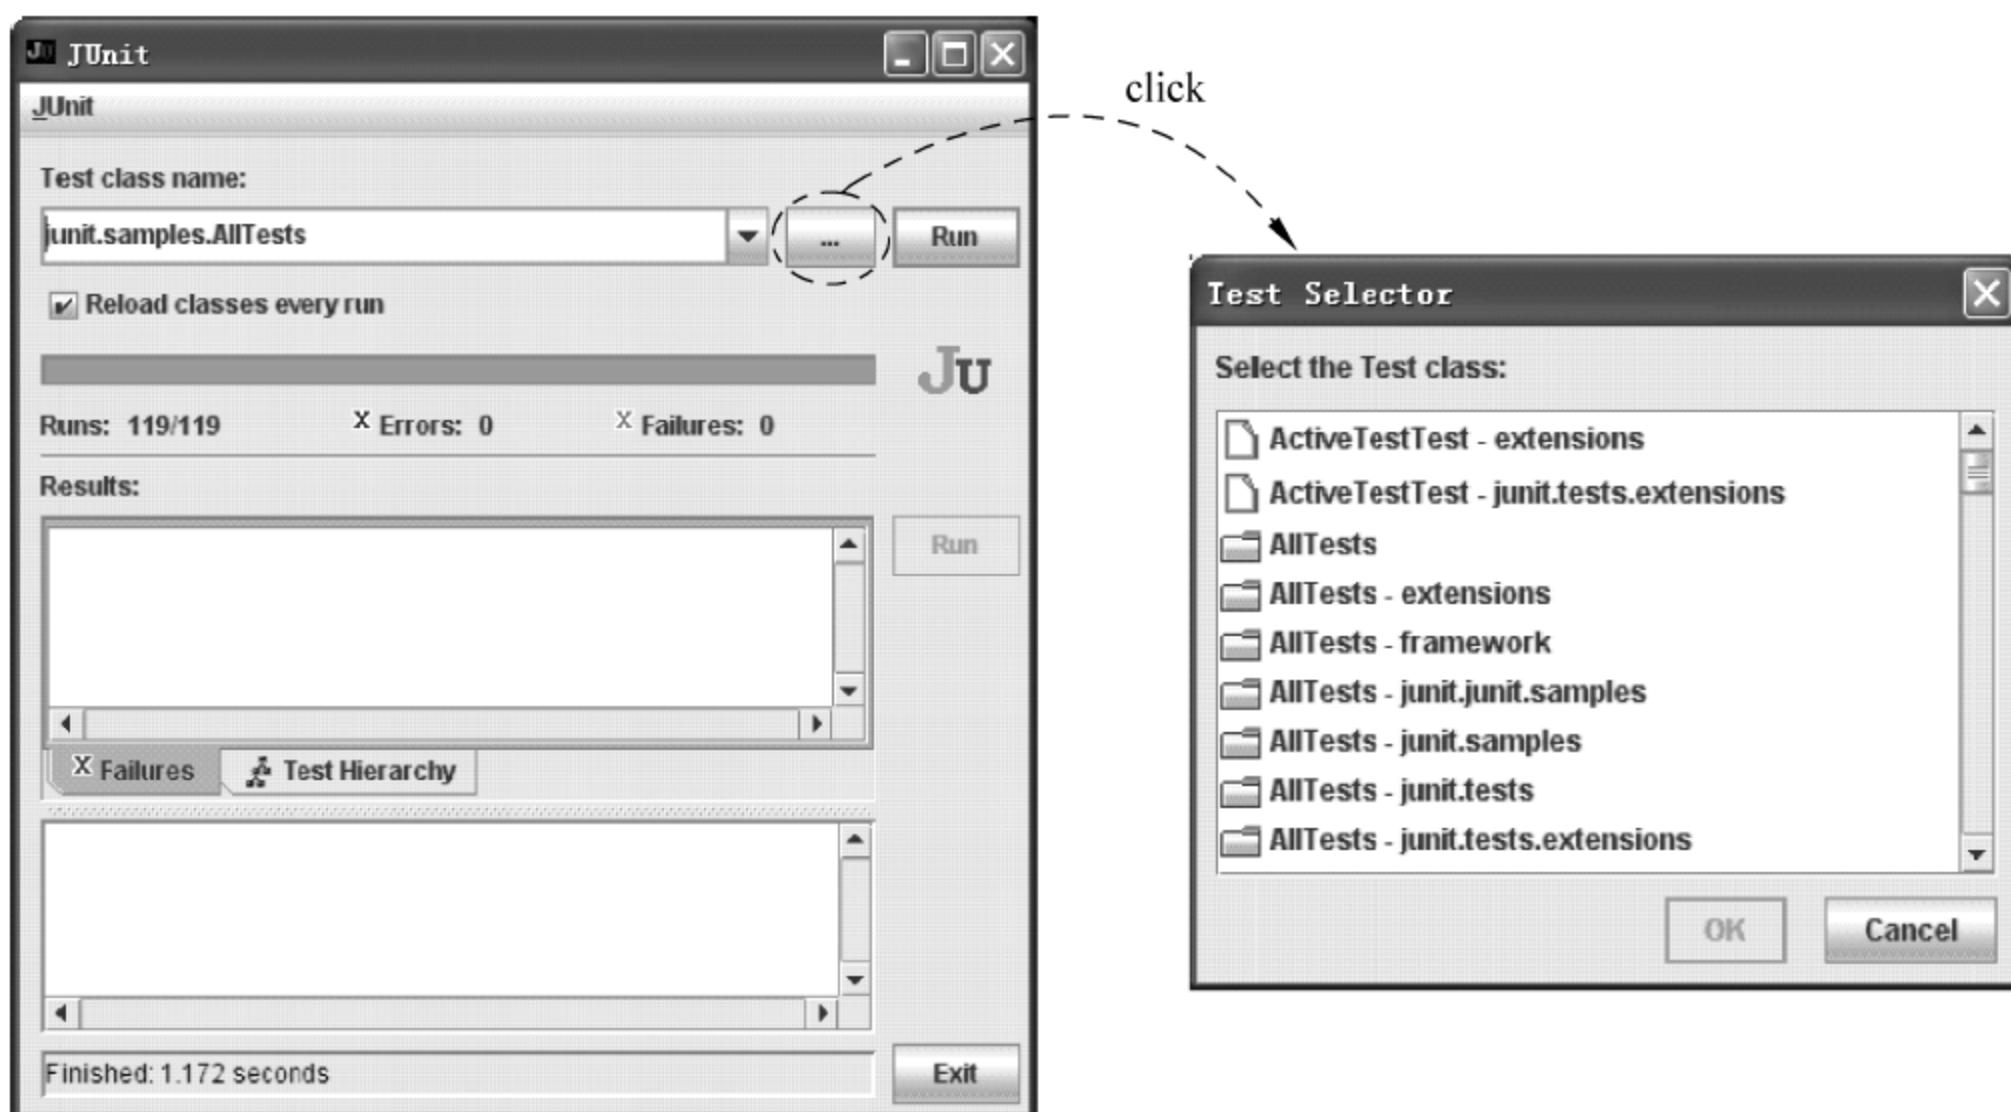 JU JUnit
JUnit
Test class name:
junit.samples.AllTests
...
Run
Reload classes every run
JU
Runs: 119/119
X Errors: 0
X Failures: 0
Results:
Run
X Failures
Test Hierarchy
Finished: 1.172 seconds
Exit
click
Test Selector
Select the Test class:
ActiveTestTest - extensions
ActiveTestTest - junit.tests.extensions
AllTests
AllTests - extensions
AllTests - framework
AllTests - junit.junit.samples
AllTests - junit.samples
AllTests - junit.tests
AllTests - junit.tests.extensions
OK
Cancel